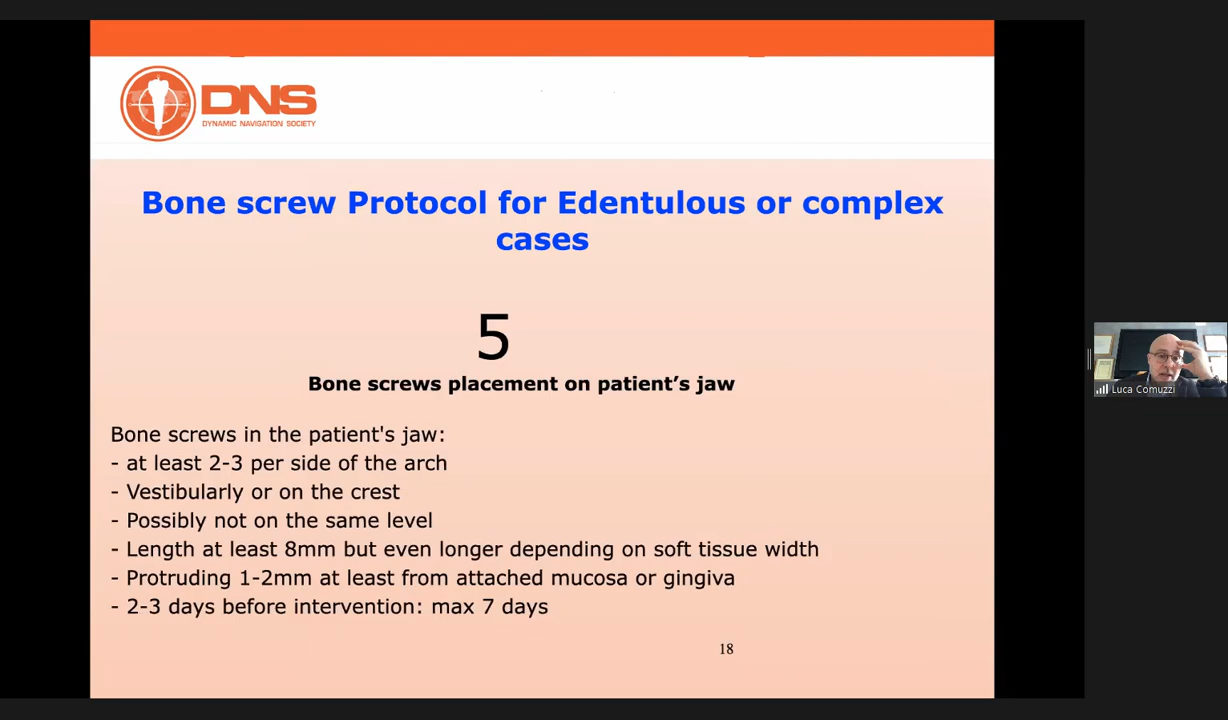 DNS
DYNAMIC NAVIGATION SOCIETY
Bone screw Protocol for Edentulous or complex
cases
5
Bone screws placement on patient's jaw
Bone screws in the patient's jaw:
- at least 2-3 per side of the arch
- Vestibularly or on the crest
- Possibly not on the same level
- Length at least 8mm but even longer depending on soft tissue width
- Protruding 1-2mm at least from attached mucosa or gingiva
- 2-3 days before intervention: max 7 days
18
Luca Comuzzi